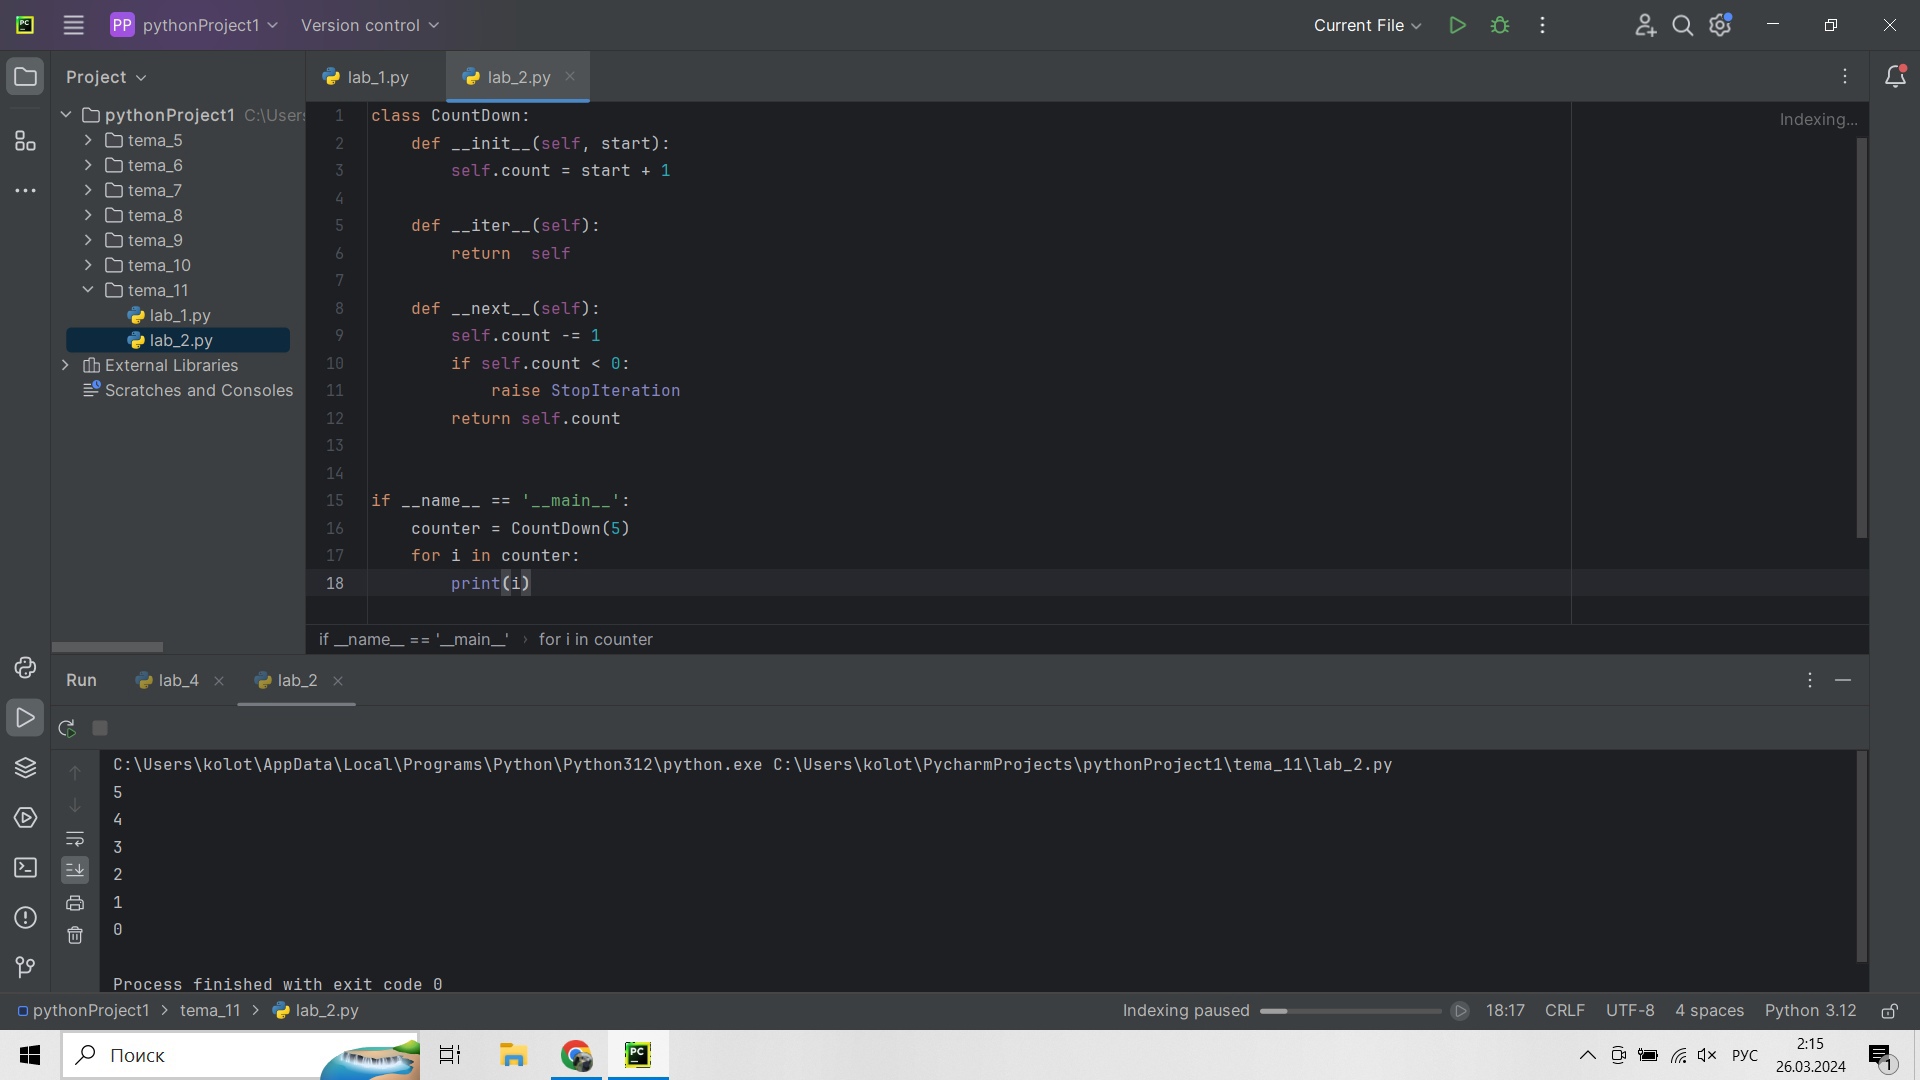 PC
PP pythonProject1 Version control Current File
Project
lab_1.py lab_2.py
pythonProject1 C:\Users
tema_5
tema_6
tema_7
tema_8
tema_9
tema_10
tema_11
lab_1.py
lab_2.py
External Libraries
Scratches and Consoles
Indexing...
1 class CountDown:
2     def __init__(self, start):
3         self.count = start + 1
4
5     def __iter__(self):
6         return  self
7
8     def __next__(self):
9         self.count -= 1
10         if self.count < 0:
11             raise StopIteration
12         return self.count
13
14
15 if __name__ == '__main__':
16     counter = CountDown(5)
17     for i in counter:
18         print(i)
if __name__ == '__main__' › for i in counter
Run lab_4 lab_2
C:\Users\kolot\AppData\Local\Programs\Python\Python312\python.exe C:\Users\kolot\PycharmProjects\pythonProject1\tema_11\lab_2.py
5
4
3
2
1
0
Process finished with exit code 0
pythonProject1 > tema_11 > lab_2.py Indexing paused 18:17 CRLF UTF-8 4 spaces Python 3.12
Поиск PC РУС 2:15
26.03.2024 1